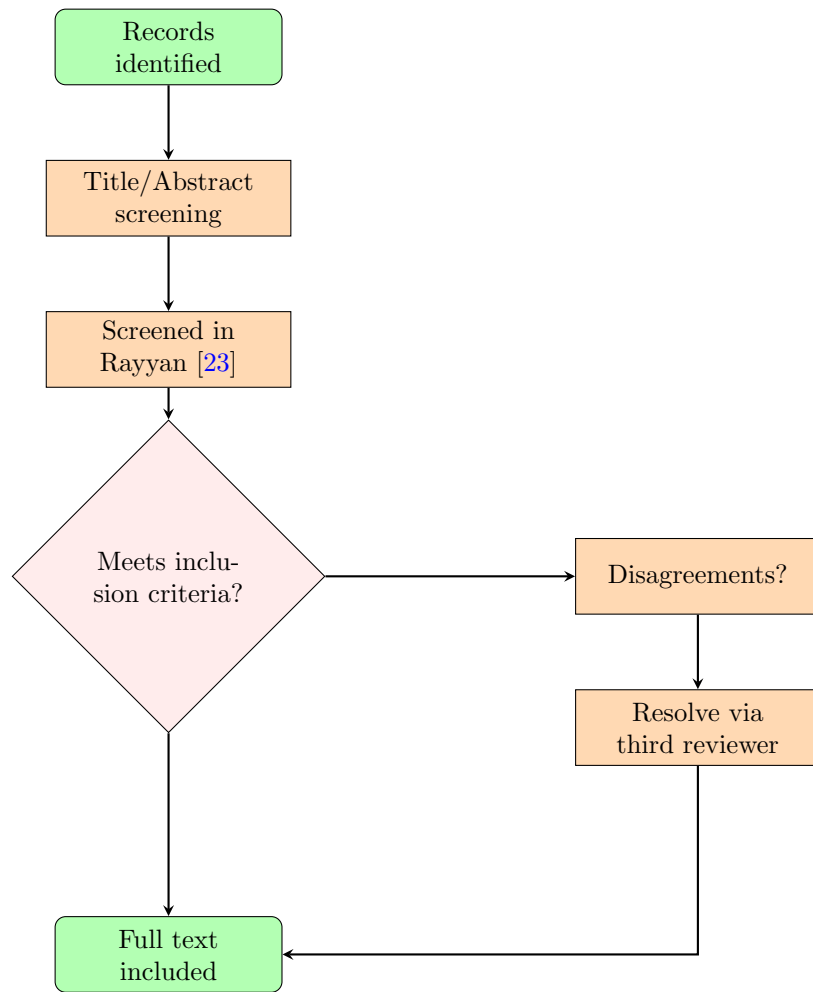 Records
identified
Title/Abstract
screening
Screened in
Rayyan [23]
Meets inclu-
sion criteria?
Disagreements?
Resolve via
third reviewer
Full text
included